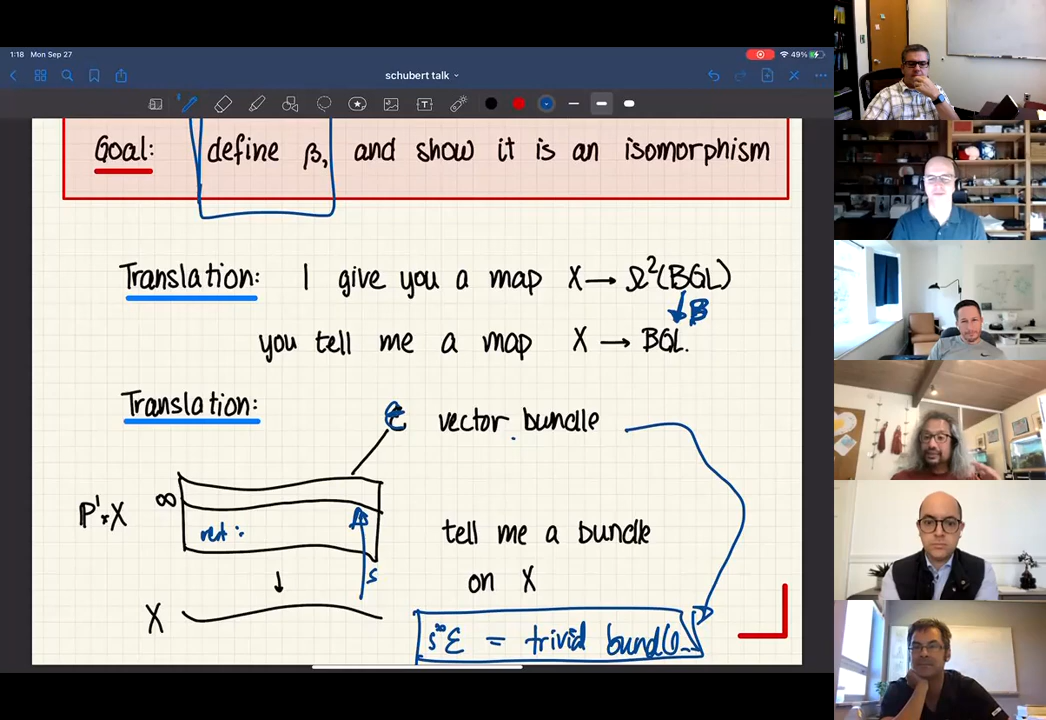 1:18 Mon Sep 27
49%
schubert talk
Goal: define β, and show it is an isomorphism
Translation: I give you a map X → Ω²(BGL)
β
you tell me a map X → BGL.
Translation:
ℰ vector bundle
∞
P¹×X
rest :
s
tell me a bundle
on X
X
s*ℰ = trivial bundle